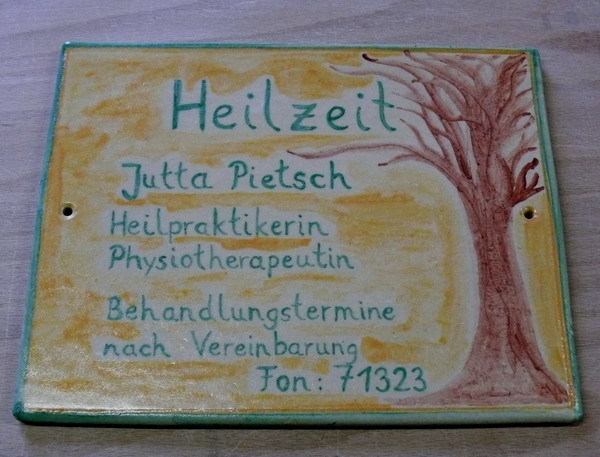 Heilzeit
Jutta Pietsch
Heilpraktikerin
Physiotherapeutin
Behandlungstermine
nach Vereinbarung
Fon: 71323